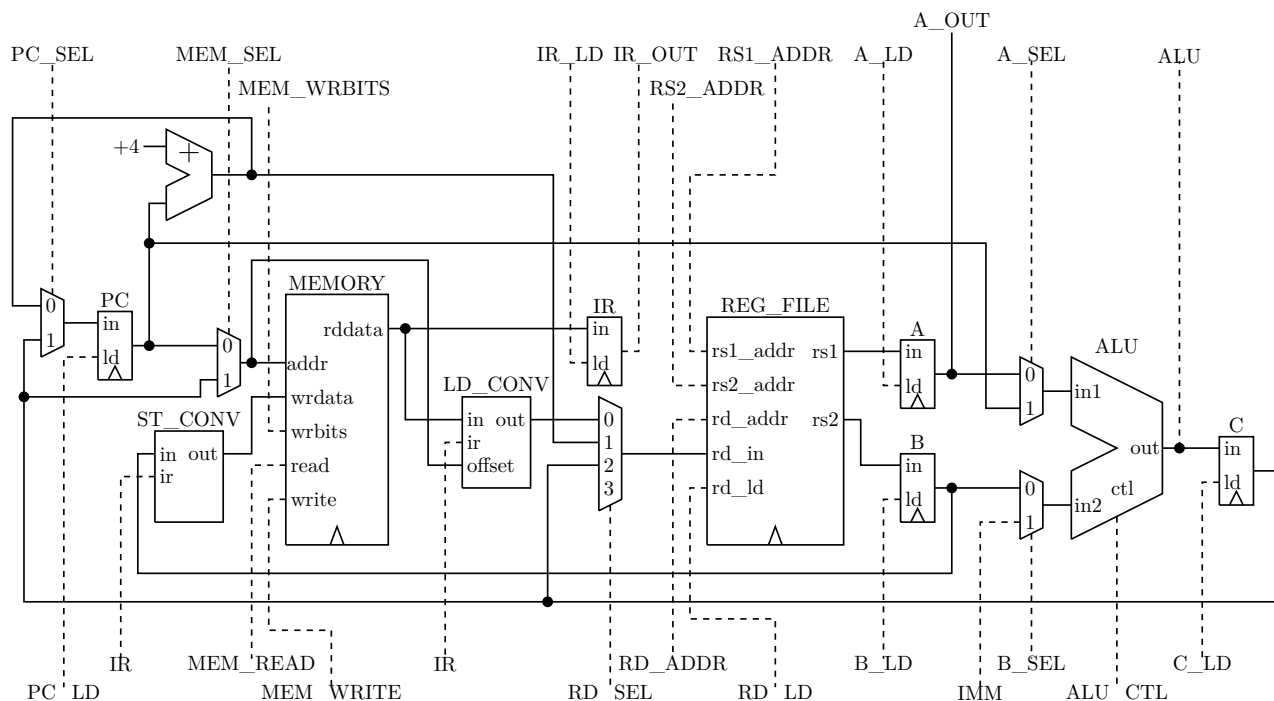 A_OUT
PC_SEL MEM_SEL IR_LD IR_OUT RS1_ADDR A_LD A_SEL ALU
MEM_WRBITS RS2_ADDR
+4 +
MEMORY
PC IR REG_FILE
0 in rddata in A
1 ld 0 ld rs1_addr rs1 in ALU
addr LD_CONV rs2_addr ld 0 in1
1 wrdata in out 0 rd_addr rs2 1
ST_CONV wrbits ir 1 rd_in B out C
in out read offset 2 rd_ld in 0 ctl in
ir write 3 ld 1 in2 ld
IR MEM_READ IR RD_ADDR B_LD B_SEL C_LD
PC_LD MEM_WRITE RD_SEL RD_LD IMM ALU_CTL